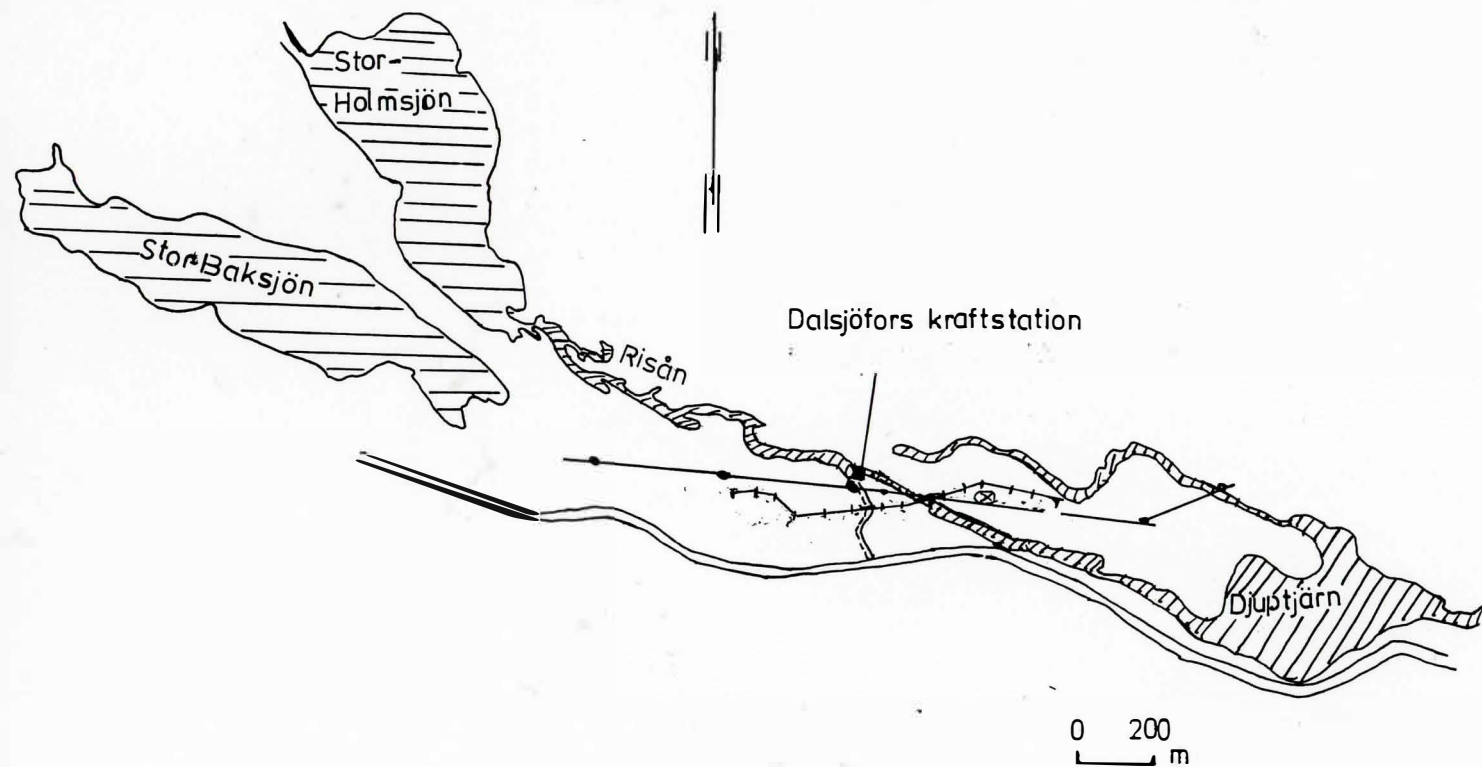 Stor-
Holmsjön
Stor-Baksjön
Risån
Dalsjöfors kraftstation
Djuptjärn
0 200
m